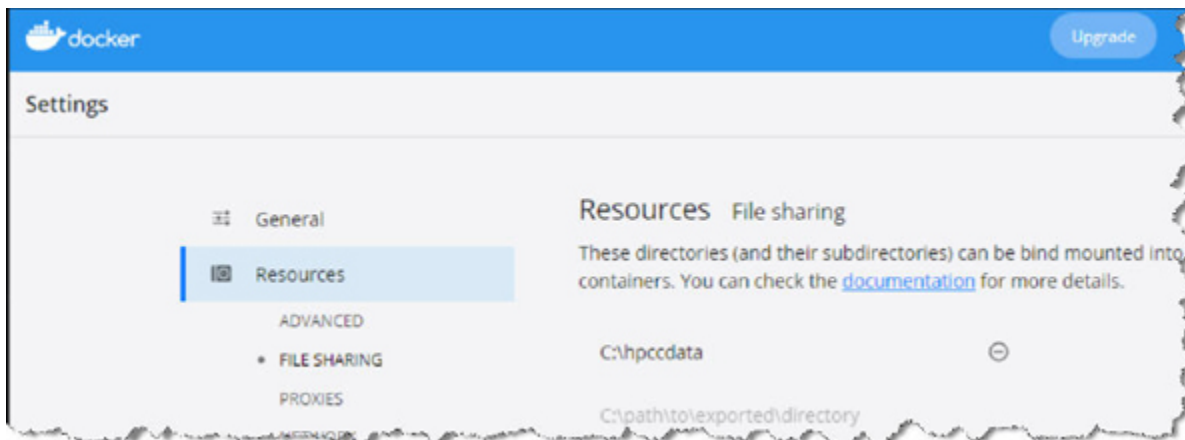 docker
Upgrade
Settings
General
Resources
ADVANCED
FILE SHARING
PROXIES
NETWORK
Resources File sharing
These directories (and their subdirectories) can be bind mounted into
containers. You can check the documentation for more details.
C:\hpccdata
C:\path\to\exported\directory